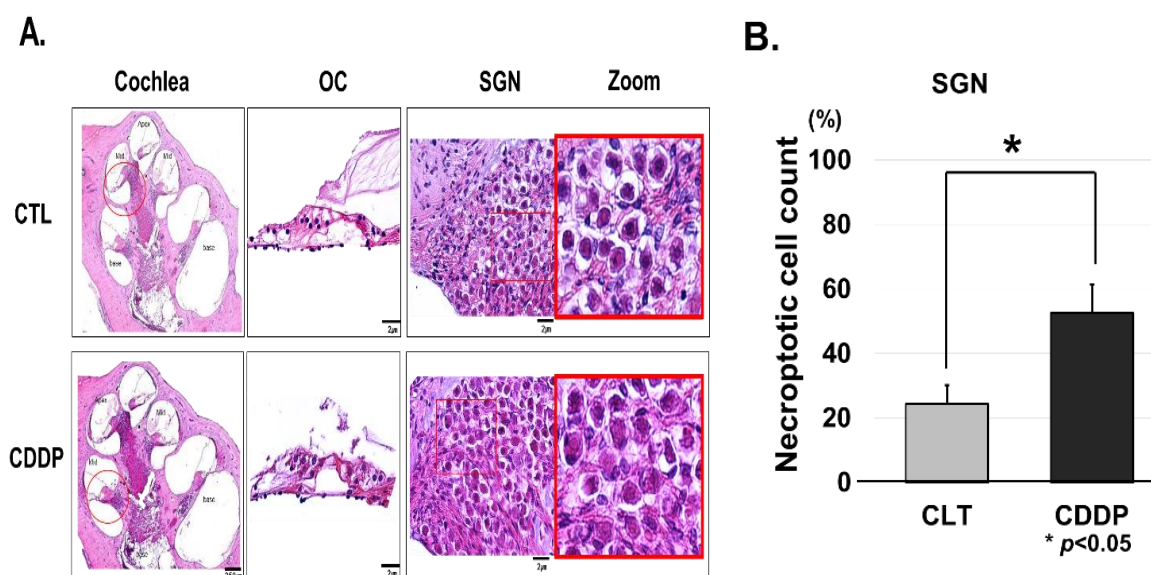 A.
Cochlea OC SGN Zoom
CTL
Apex
Mid
Mid
base
base
2μm
2μm
CDDP
Apex
Mid
Mid
base
base
2μm
2μm
B.
SGN
(%)
Necroptotic cell count
100
80
60
40
20
0
*
CLT CDDP
* p<0.05